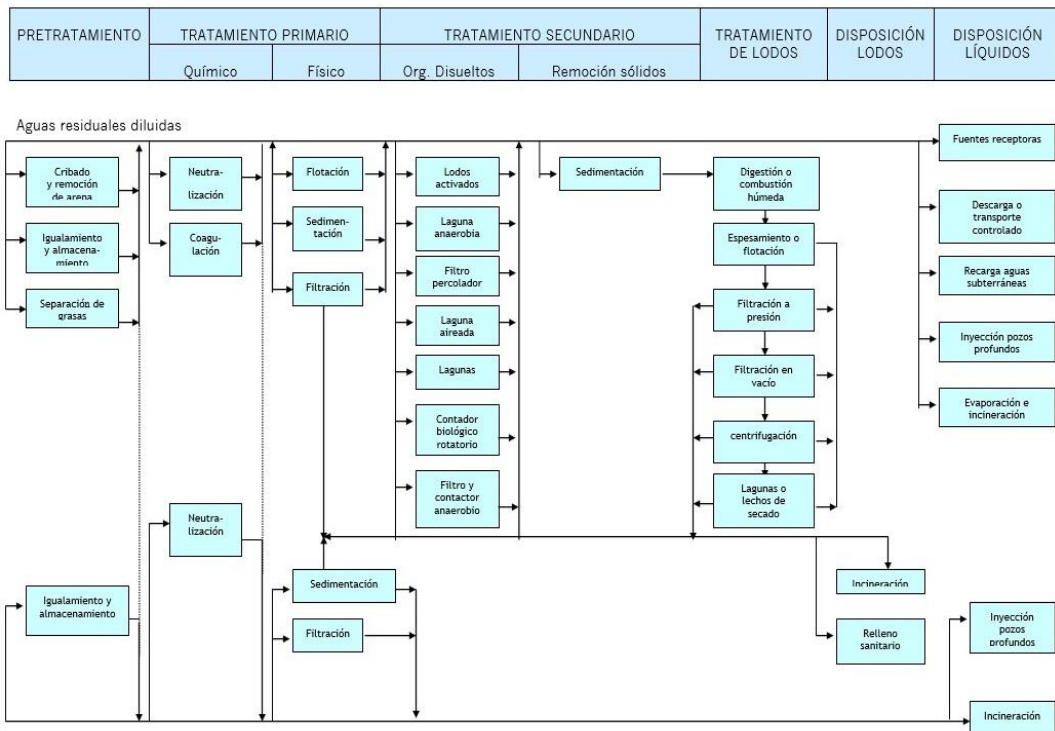 PRETRATAMIENTO
TRATAMIENTO PRIMARIO
TRATAMIENTO SECUNDARIO
TRATAMIENTO
DE LODOS
DISPOSICIÓN
LODOS
DISPOSICIÓN
LÍQUIDOS
Químico
Físico
Org. Disueltos
Remoción sólidos
Aguas residuales diluidas
Cribado
y remoción
de arena
Igualamiento
y almacena-
miento
Separación de
grasas
Neutra-
lización
Coagu-
lación
Flotación
Sedimen-
tación
Filtración
Lodos
activados
Laguna
anaerobia
Filtro
percolador
Laguna
aireada
Lagunas
Contador
biológico
rotatorio
Filtro y
contactor
anaerobio
Sedimentación
Digestión o
combustión
húmeda
Espesamiento o
flotación
Filtración a
presión
Filtración en
vacío
centrifugación
Lagunas o
lechos de
secado
Fuentes receptoras
Descarga o
transporte
controlado
Recarga aguas
subterráneas
Inyección pozos
profundos
Evaporación e
incineración
Neutra-
lización
Igualamiento y
almacenamiento
Sedimentación
Filtración
Incineración
Relleno
sanitario
Inyección
pozos
profundos
Incineración